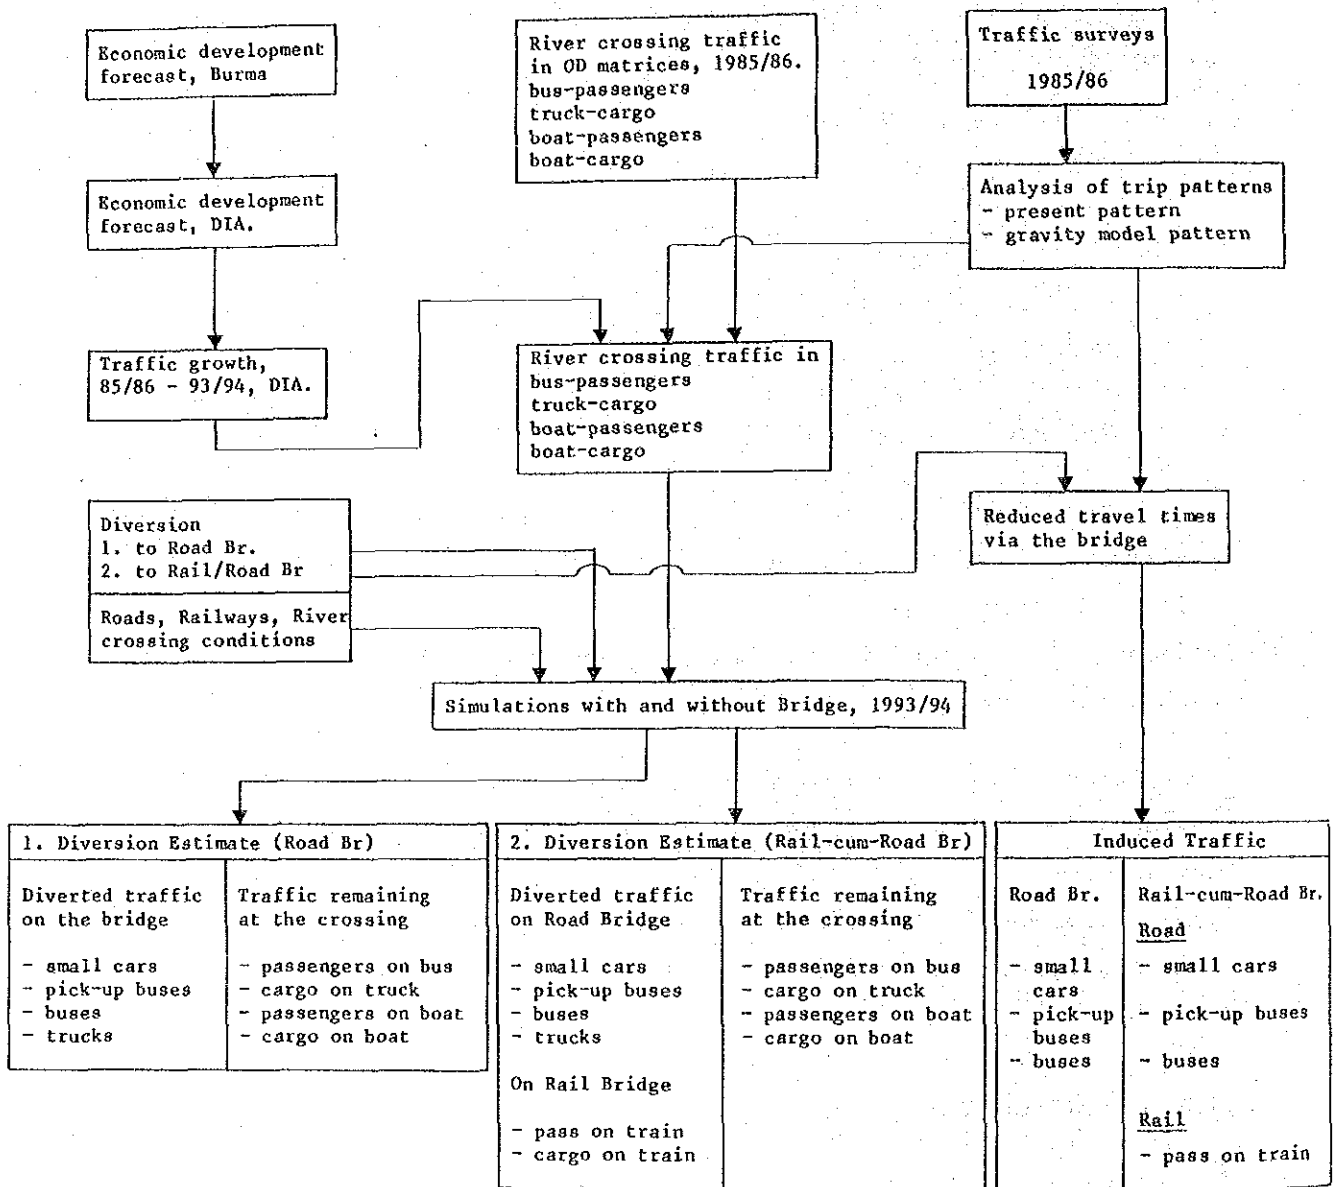 Economic development
forecast, Burma
River crossing traffic
in OD matrices, 1985/86.
bus-passengers
truck-cargo
boat-passengers
boat-cargo
Traffic surveys
1985/86
Economic development
forecast, DIA.
Analysis of trip patterns
- present pattern
- gravity model pattern
Traffic growth,
85/86 - 93/94, DIA.
River crossing traffic in
bus-passengers
truck-cargo
boat-passengers
boat-cargo
Diversion
1. to Road Br.
2. to Rail/Road Br
Roads, Railways, River
crossing conditions
Reduced travel times
via the bridge
Simulations with and without Bridge, 1993/94
1. Diversion Estimate (Road Br)
Diverted traffic
on the bridge
- small cars
- pick-up buses
- buses
- trucks
Traffic remaining
at the crossing
- passengers on bus
- cargo on truck
- passengers on boat
- cargo on boat
2. Diversion Estimate (Rail-cum-Road Br)
Diverted traffic
on Road Bridge
- small cars
- pick-up buses
- buses
- trucks
On Rail Bridge
- pass on train
- cargo on train
Traffic remaining
at the crossing
- passengers on bus
- cargo on truck
- passengers on boat
- cargo on boat
Induced Traffic
Road Br.
- small
cars
- pick-up
buses
- buses
Rail-cum-Road Br.
Road
- small cars
- pick-up buses
- buses
Rail
- pass on train